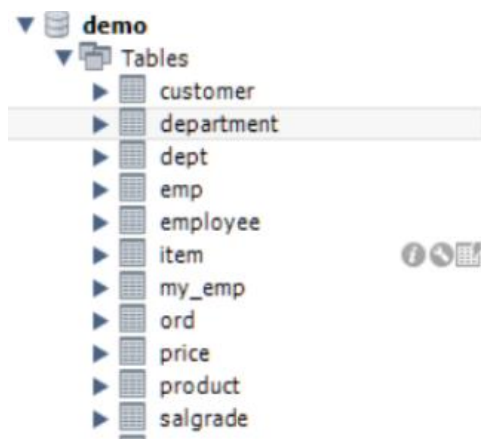 demo
Tables
customer
department
dept
emp
employee
item
my_emp
ord
price
product
salgrade